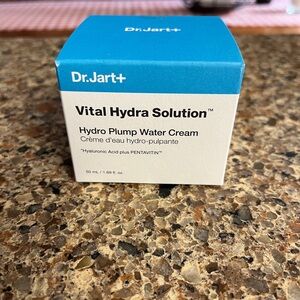 Dr.Jart+
Dr.Jart+
Vital Hydra Solution™
Hydro Plump Water Cream
Crème d'eau hydro-pulpante
"Hyaluronic Acid plus PENTAVITIN™
50 mL / 1.69 fl. oz.